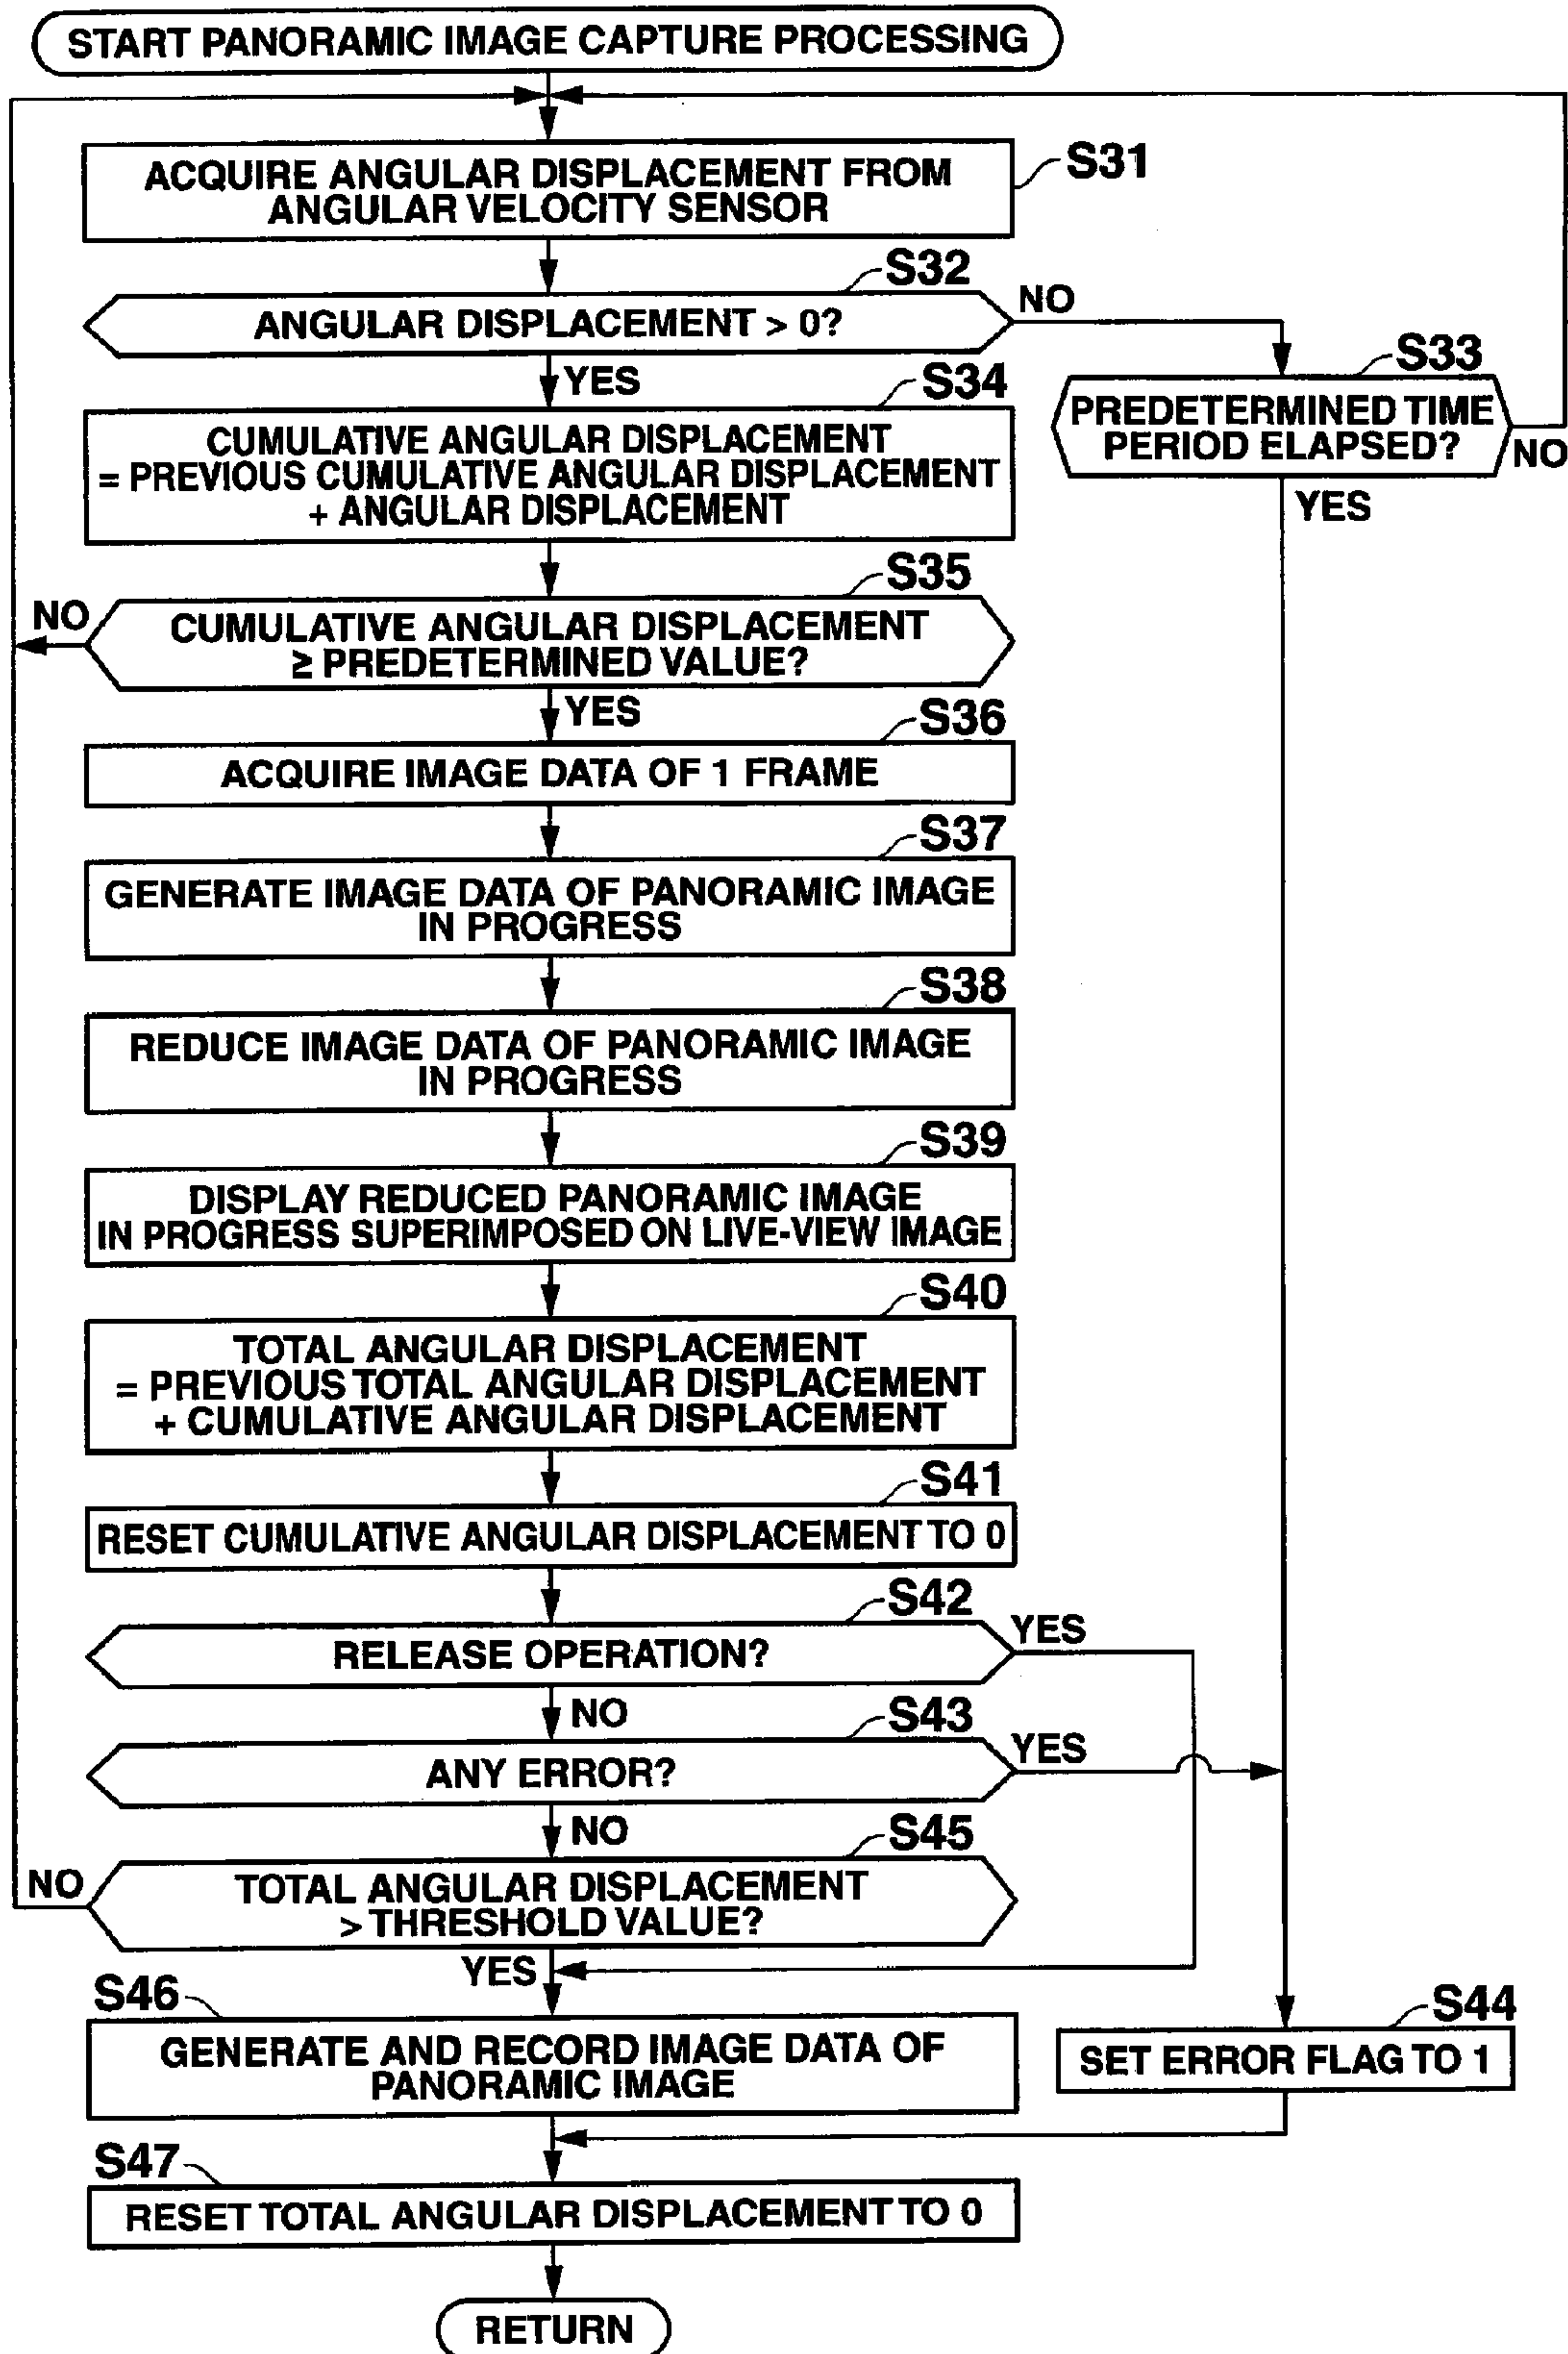 START PANORAMIC IMAGE CAPTURE PROCESSING
S31
ACQUIRE ANGULAR DISPLACEMENT FROM
ANGULAR VELOCITY SENSOR
S32
ANGULAR DISPLACEMENT > 0?
NO
YES
S33
PREDETERMINED TIME
PERIOD ELAPSED?
NO
YES
S34
CUMULATIVE ANGULAR DISPLACEMENT
= PREVIOUS CUMULATIVE ANGULAR DISPLACEMENT
+ ANGULAR DISPLACEMENT
S35
NO
CUMULATIVE ANGULAR DISPLACEMENT
≥ PREDETERMINED VALUE?
YES
S36
ACQUIRE IMAGE DATA OF 1 FRAME
S37
GENERATE IMAGE DATA OF PANORAMIC IMAGE
IN PROGRESS
S38
REDUCE IMAGE DATA OF PANORAMIC IMAGE
IN PROGRESS
S39
DISPLAY REDUCED PANORAMIC IMAGE
IN PROGRESS SUPERIMPOSED ON LIVE-VIEW IMAGE
S40
TOTAL ANGULAR DISPLACEMENT
= PREVIOUS TOTAL ANGULAR DISPLACEMENT
+ CUMULATIVE ANGULAR DISPLACEMENT
S41
RESET CUMULATIVE ANGULAR DISPLACEMENT TO 0
S42
RELEASE OPERATION?
YES
NO
S43
ANY ERROR?
YES
NO
S45
NO
TOTAL ANGULAR DISPLACEMENT
> THRESHOLD VALUE?
YES
S46
GENERATE AND RECORD IMAGE DATA OF
PANORAMIC IMAGE
S44
SET ERROR FLAG TO 1
S47
RESET TOTAL ANGULAR DISPLACEMENT TO 0
RETURN